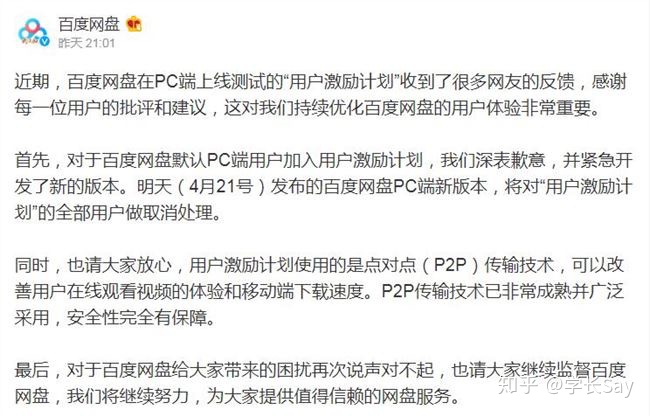 百度网盘
昨天 21:01
近期，百度网盘在PC端上线测试的“用户激励计划”收到了很多网友的反馈，感谢
每一位用户的批评和建议，这对我们持续优化百度网盘的用户体验非常重要。
首先，对于百度网盘默认PC端用户加入用户激励计划，我们深表歉意，并紧急开
发了新的版本。明天（4月21号）发布的百度网盘PC端新版本，将对“用户激励计
划”的全部用户做取消处理。
同时，也请大家放心，用户激励计划使用的是点对点（P2P）传输技术，可以改
善用户在线观看视频的体验和移动端下载速度。P2P传输技术已非常成熟并广泛
采用，安全性完全有保障。
最后，对于百度网盘给大家带来的困扰再次说声对不起，也请大家继续监督百度
网盘，我们将继续努力，为大家提供值得信赖的网盘服务。
知乎 @学长Say